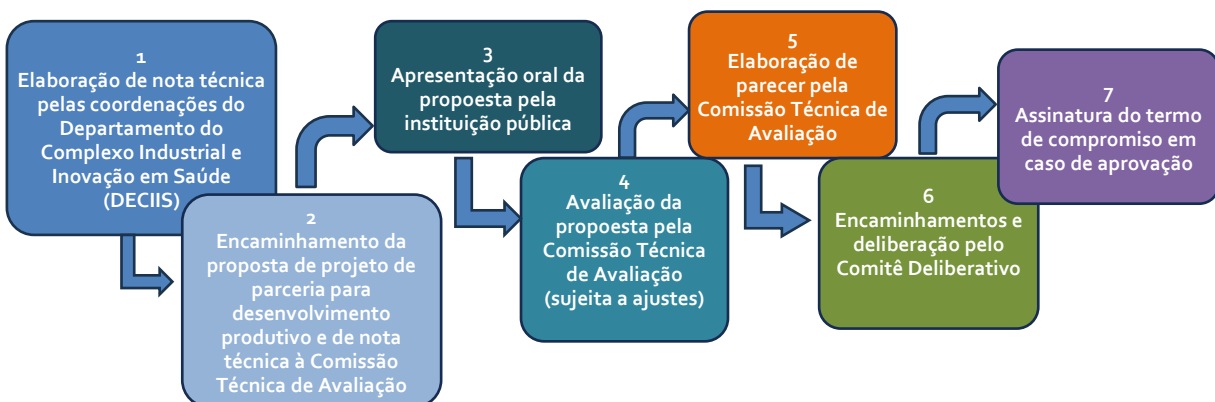 1
Elaboração de nota técnica
pelas coordenações do
Departamento do
Complexo Industrial e
Inovação em Saúde
(DECIIS)
2
Encaminhamento da
proposta de projeto de
parceria para
desenvolvimento
produtivo e de nota
técnica à Comissão
Técnica de Avaliação
3
Apresentação oral da
propoesta pela
instituição pública
4
Avaliação da
propoesta pela
Comissão Técnica
de Avaliação
(sujeita a ajustes)
5
Elaboração de
parecer pela
Comissão Técnica de
Avaliação
6
Encaminhamentos e
deliberação pelo
Comitê Deliberativo
7
Assinatura do termo
de compromisso em
caso de aprovação